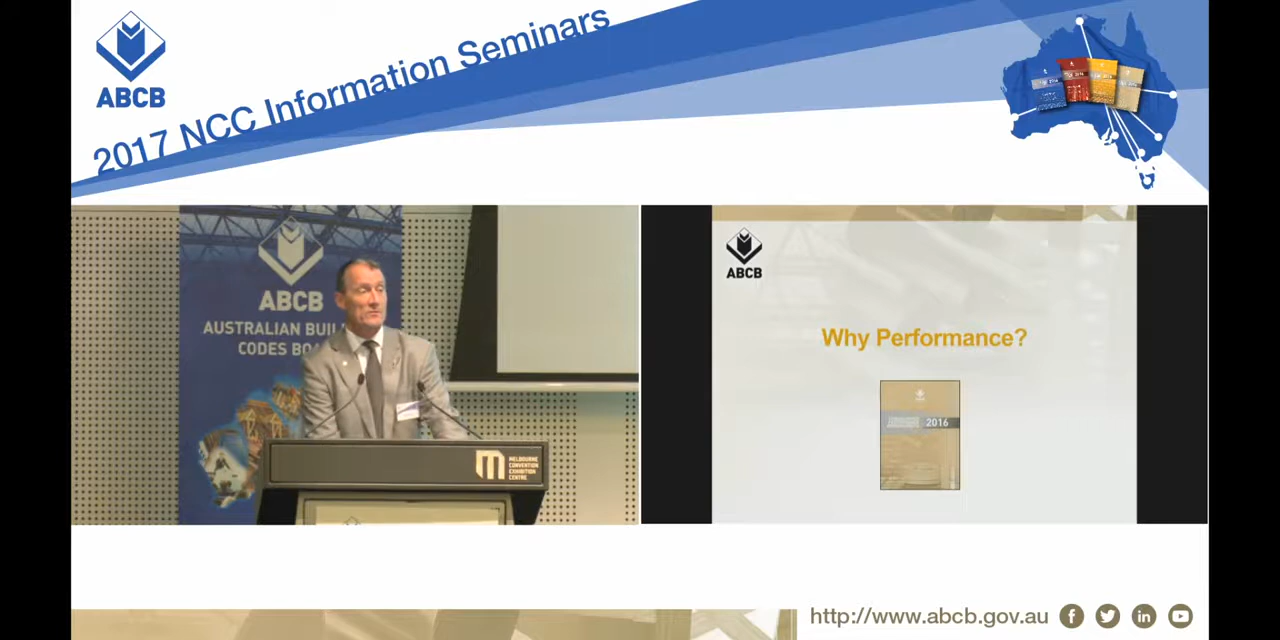 2017 NCC Information Seminars
ABCB
ABCB
AUSTRALIAN BUIL
CODES BOA
MELBOURNE
CONVENTION
EXHIBITION
CENTRE
ABCB
Why Performance?
2016
http://www.abcb.gov.au